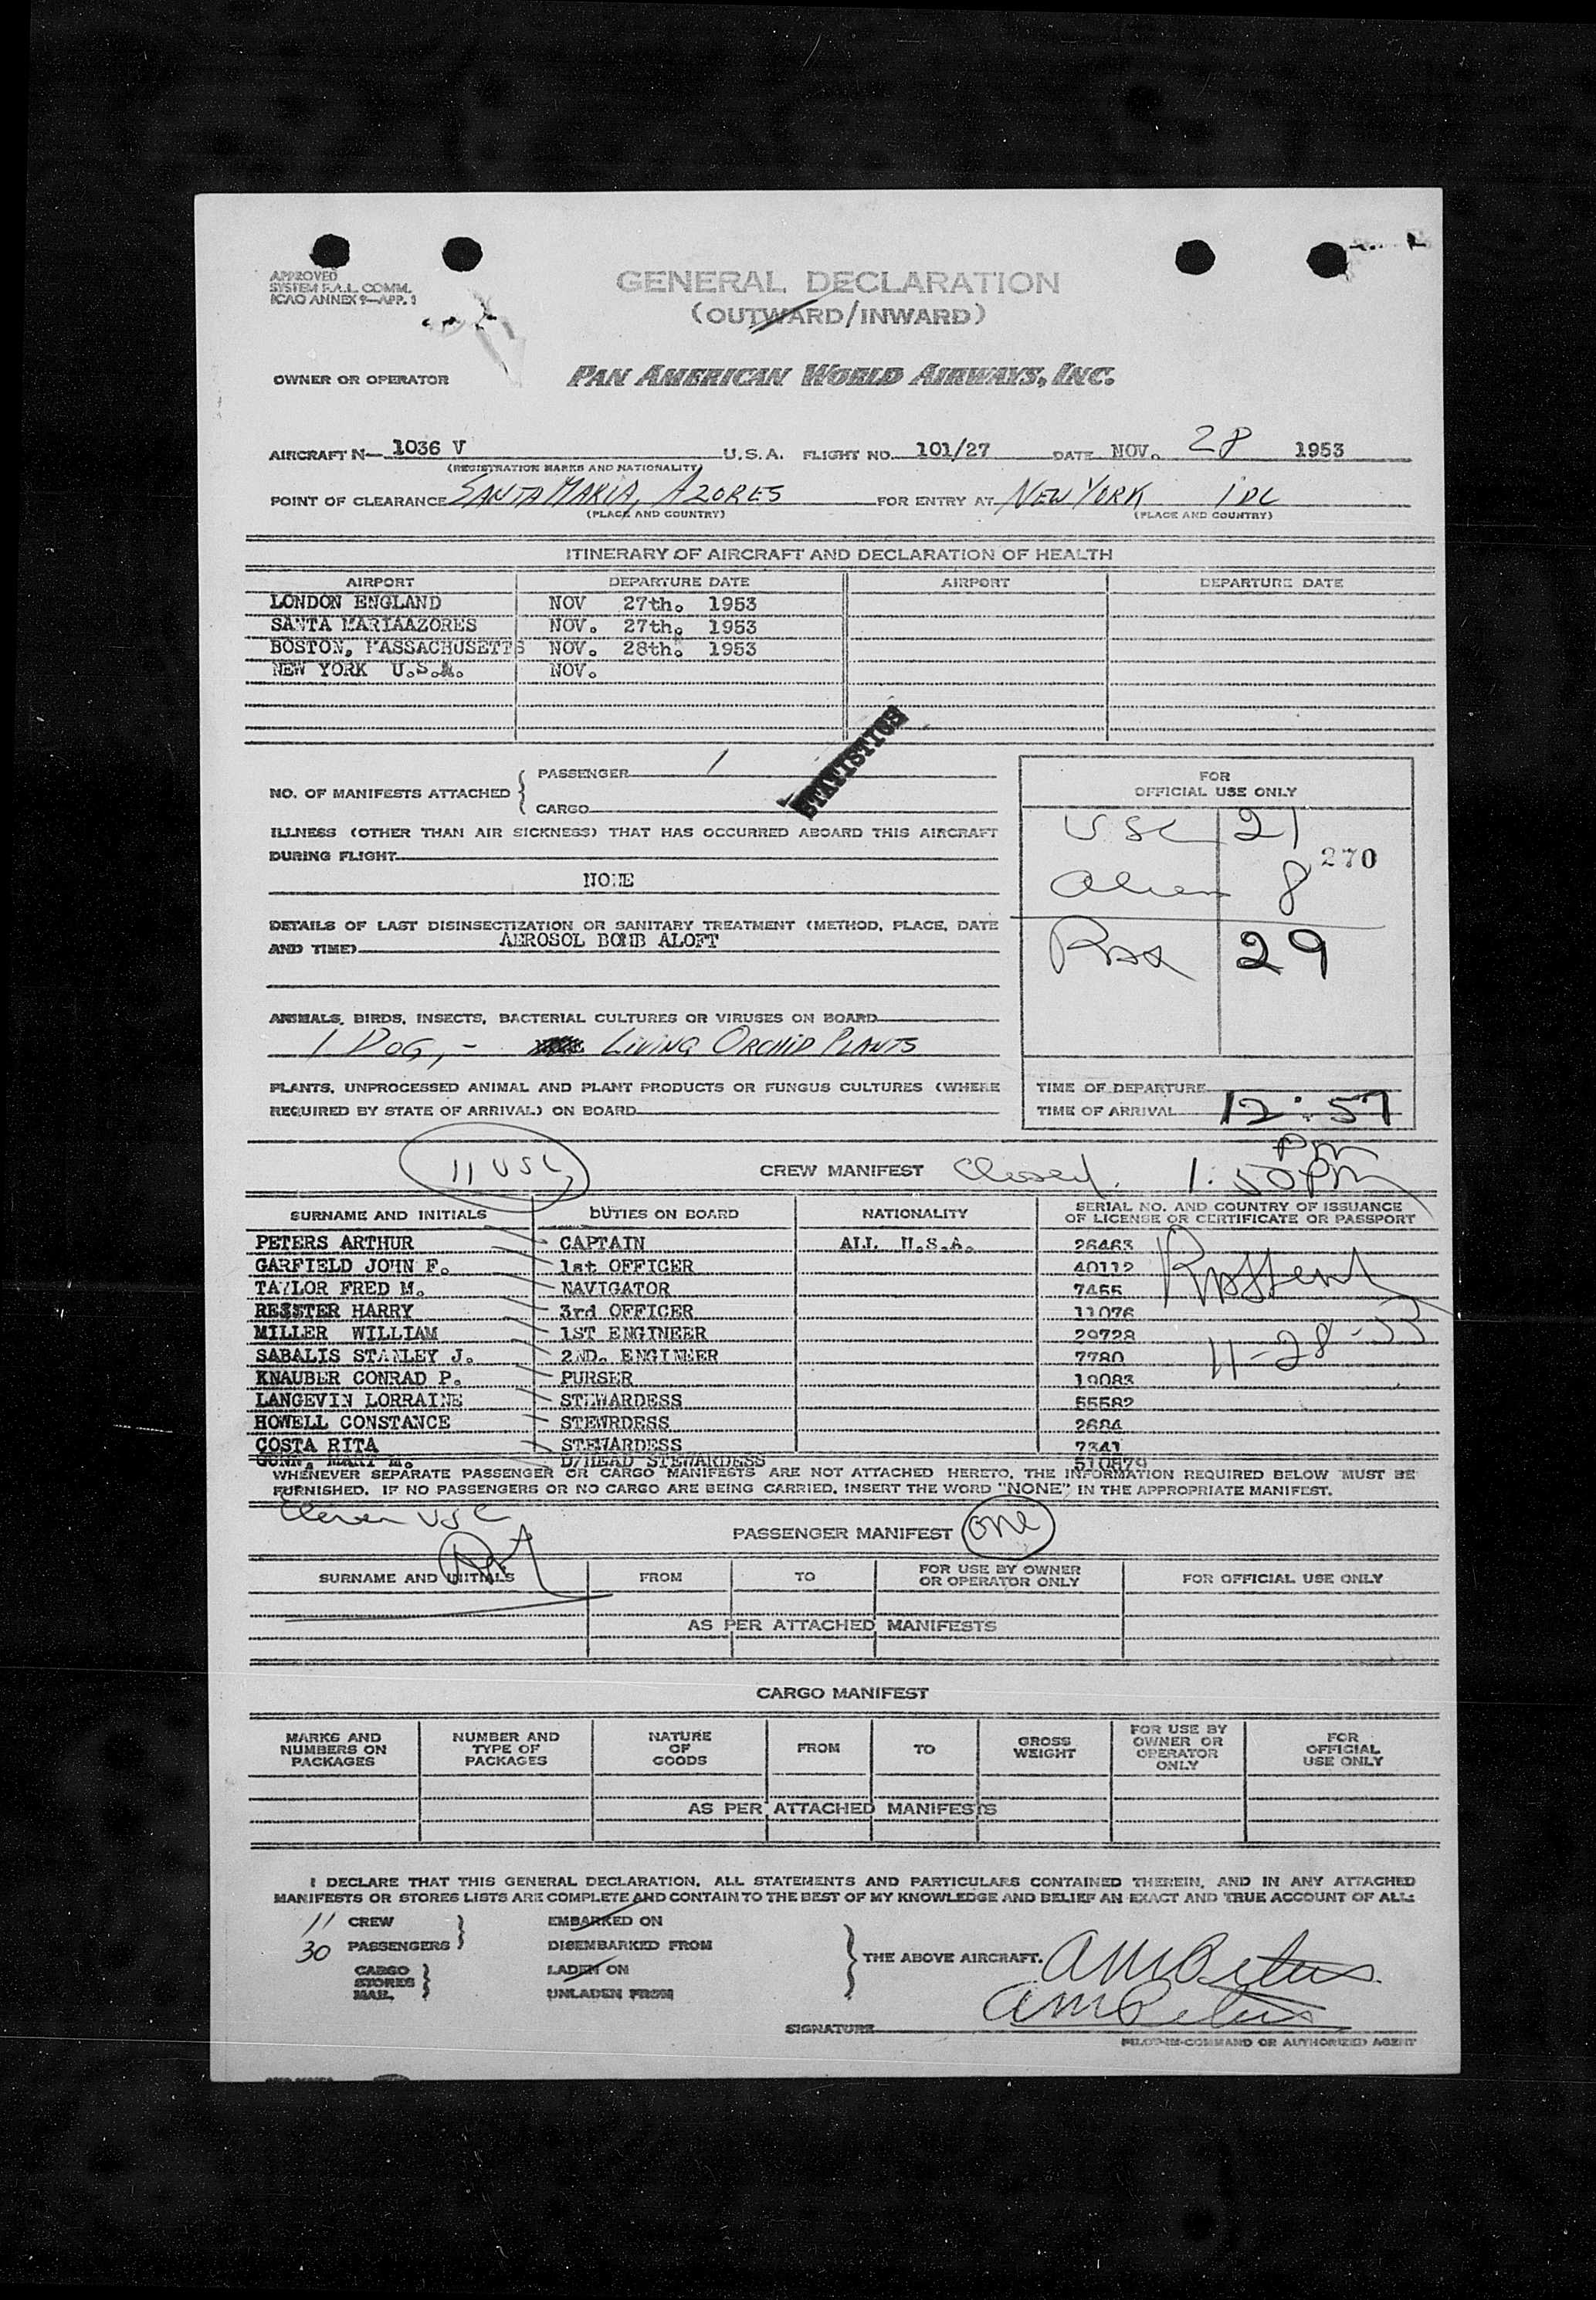 APPROVED
SYSTEM F.A.L. COMM.
ICAO ANNEX 9—APP. 1
GENERAL DECLARATION
(OUTWARD/INWARD)
OWNER OR OPERATOR PAN AMERICAN WORLD AIRWAYS, INC.
AIRCRAFT N— 1036 V U.S.A. FLIGHT NO. 101/27 DATE NOV. 28 1953
(REGISTRATION MARKS AND NATIONALITY)
POINT OF CLEARANCE SANTA MARIA, AZORES FOR ENTRY AT NEW YORK IDL
(PLACE AND COUNTRY) (PLACE AND COUNTRY)
ITINERARY OF AIRCRAFT AND DECLARATION OF HEALTH
AIRPORT DEPARTURE DATE AIRPORT DEPARTURE DATE
LONDON ENGLAND NOV 27th. 1953
SANTA MARIAAZORES NOV. 27th. 1953
BOSTON, MASSACHUSETTS NOV. 28th. 1953
NEW YORK U.S.A. NOV.
STATISTICS
NO. OF MANIFESTS ATTACHED { PASSENGER 1
CARGO
FOR
OFFICIAL USE ONLY
ILLNESS (OTHER THAN AIR SICKNESS) THAT HAS OCCURRED ABOARD THIS AIRCRAFT
DURING FLIGHT
NONE
USC 21
270
Alien 8
Pax 29
DETAILS OF LAST DISINSECTIZATION OR SANITARY TREATMENT (METHOD, PLACE, DATE
AND TIME) AEROSOL BOMB ALOFT
ANIMALS, BIRDS, INSECTS, BACTERIAL CULTURES OR VIRUSES ON BOARD
1 DOG, - LIVING ORCHID PLANTS
PLANTS, UNPROCESSED ANIMAL AND PLANT PRODUCTS OR FUNGUS CULTURES (WHERE
REQUIRED BY STATE OF ARRIVAL) ON BOARD
TIME OF DEPARTURE
TIME OF ARRIVAL 12:57
PM
11 USC CREW MANIFEST Closed. 1:50 PM
SURNAME AND INITIALS DUTIES ON BOARD NATIONALITY SERIAL NO. AND COUNTRY OF ISSUANCE
OF LICENSE OR CERTIFICATE OR PASSPORT
PETERS ARTHUR CAPTAIN ALL U.S.A. 26463
GARFIELD JOHN F. 1st OFFICER 40112
TAYLOR FRED M. NAVIGATOR 7455
HARRY 3rd OFFICER 11076
MILLER WILLIAM 1ST ENGINEER 29728
SABALIS STANLEY J. 2ND. ENGINEER 7780
11-28-53
KNAUBER CONRAD P. PURSER 19083
LANGEVIN LORRAINE STEWARDESS 55582
HOWELL CONSTANCE STEWRDESS 2684
COSTA RITA STEWARDESS 7341
GUNN, MARY M. D/HEAD STEWARDESS 510879
WHENEVER SEPARATE PASSENGER OR CARGO MANIFESTS ARE NOT ATTACHED HERETO, THE INFORMATION REQUIRED BELOW MUST BE
FURNISHED. IF NO PASSENGERS OR NO CARGO ARE BEING CARRIED, INSERT THE WORD "NONE" IN THE APPROPRIATE MANIFEST.
Eleven USC
PASSENGER MANIFEST one
SURNAME AND INITIALS FROM TO FOR USE BY OWNER
OR OPERATOR ONLY FOR OFFICIAL USE ONLY
AS PER ATTACHED MANIFESTS
CARGO MANIFEST
MARKS AND
NUMBERS ON
PACKAGES
NUMBER AND
TYPE OF
PACKAGES
NATURE
OF
GOODS
FROM
TO
GROSS
WEIGHT
FOR USE BY
OWNER OR
OPERATOR
ONLY
FOR
OFFICIAL
USE ONLY
AS PER ATTACHED MANIFESTS
I DECLARE THAT THIS GENERAL DECLARATION, ALL STATEMENTS AND PARTICULARS CONTAINED THEREIN, AND IN ANY ATTACHED
MANIFESTS OR STORES LISTS ARE COMPLETE AND CONTAIN TO THE BEST OF MY KNOWLEDGE AND BELIEF AN EXACT AND TRUE ACCOUNT OF ALL:
11 CREW EMBARKED ON
30 PASSENGERS DISEMBARKED FROM
THE ABOVE AIRCRAFT. AM Peters
CARGO LADEN ON
STORES
MAIL UNLADEN FROM
AM Peters
SIGNATURE
PILOT-IN-COMMAND OR AUTHORIZED AGENT